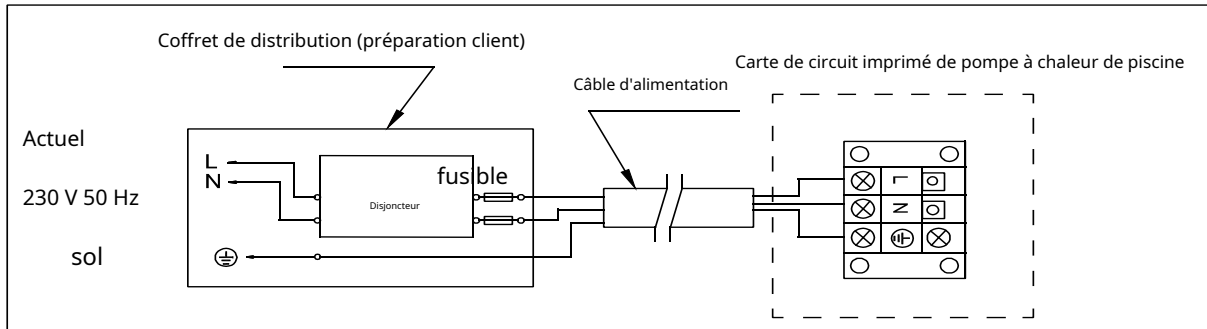 Coffret de distribution (préparation client)
Carte de circuit imprimé de pompe à chaleur de piscine
Câble d'alimentation
Actuel
L
N
fusible
230 V 50 Hz
Disjoncteur
sol
L
N